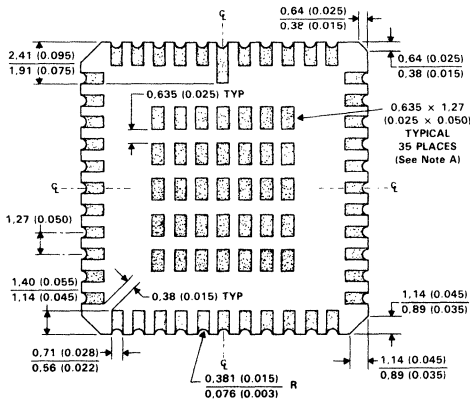 ℄
0,64 (0.025)
0,38 (0.015)
2,41 (0.095)
1,91 (0.075)
0,64 (0.025)
0,38 (0.015)
0,635 (0.025) TYP
0,635 × 1,27
(0.025 × 0.050)
TYPICAL
35 PLACES
(See Note A)
℄
℄
1,27 (0.050)
1,40 (0.055)
1,14 (0.045)
0,38 (0.015) TYP
1,14 (0.045)
0,89 (0.035)
0,71 (0.028)
0,56 (0.022)
℄
0,381 (0.015)
0,076 (0.003)
R
1,14 (0.045)
0,89 (0.035)